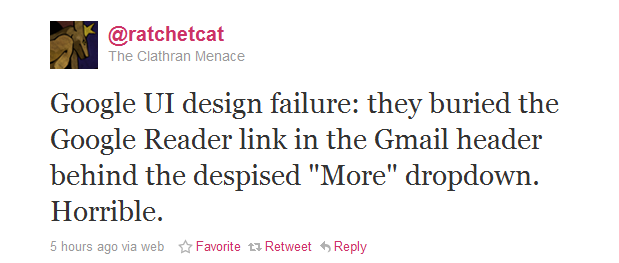 @ratchetcat
The Clathran Menace
Google UI design failure: they buried the
Google Reader link in the Gmail header
behind the despised "More" dropdown.
Horrible.
5 hours ago via web Favorite Retweet Reply